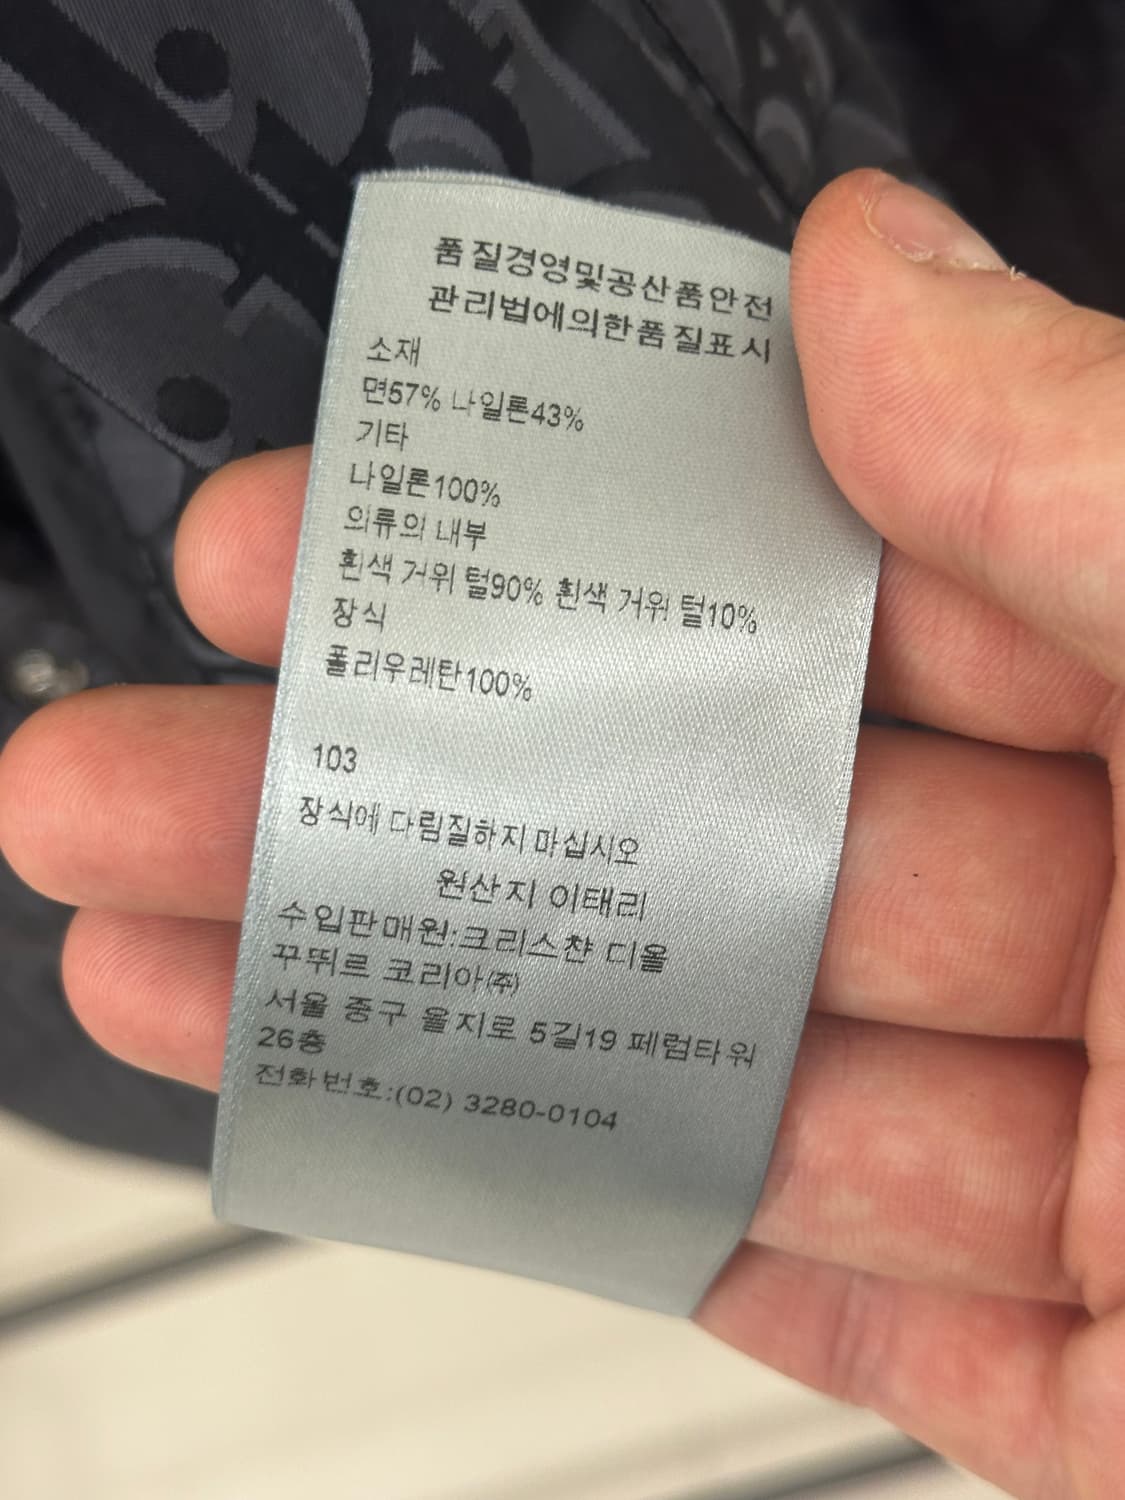 품질경영및공산품안전
관리법에의한품질표시
소재
면57% 나일론43%
기타
나일론100%
의류의 내부
흰색 거위 털90% 흰색 거위 털10%
장식
폴리우레탄100%
103
장식에 다림질하지 마십시오
원산지 이태리
수입판매원:크리스챤 디올
꾸뛰르 코리아㈜
서울 중구 을지로 5길19 페럼타워
26층
전화번호:(02) 3280-0104